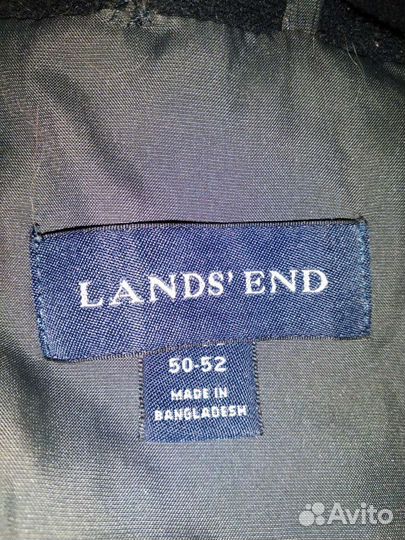 LANDS' END
50-52
MADE IN
BANGLADESH
Avito